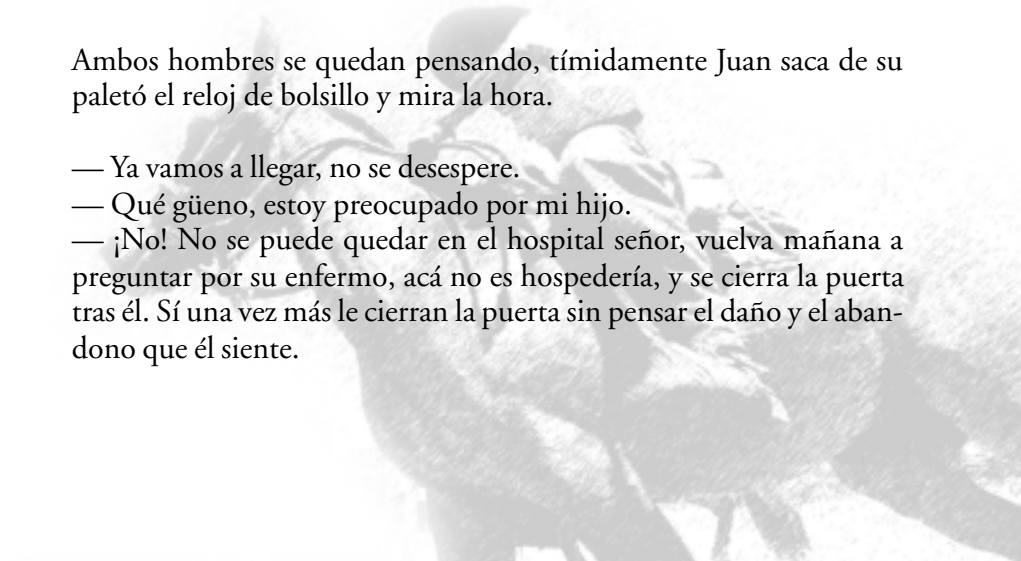 Ambos hombres se quedan pensando, tímidamente Juan saca de su
paletó el reloj de bolsillo y mira la hora.
— Ya vamos a llegar, no se desespere.
— Qué güeno, estoy preocupado por mi hijo.
— ¡No! No se puede quedar en el hospital señor, vuelva mañana a
preguntar por su enfermo, acá no es hospedería, y se cierra la puerta
tras él. Sí una vez más le cierran la puerta sin pensar el daño y el aban-
dono que él siente.